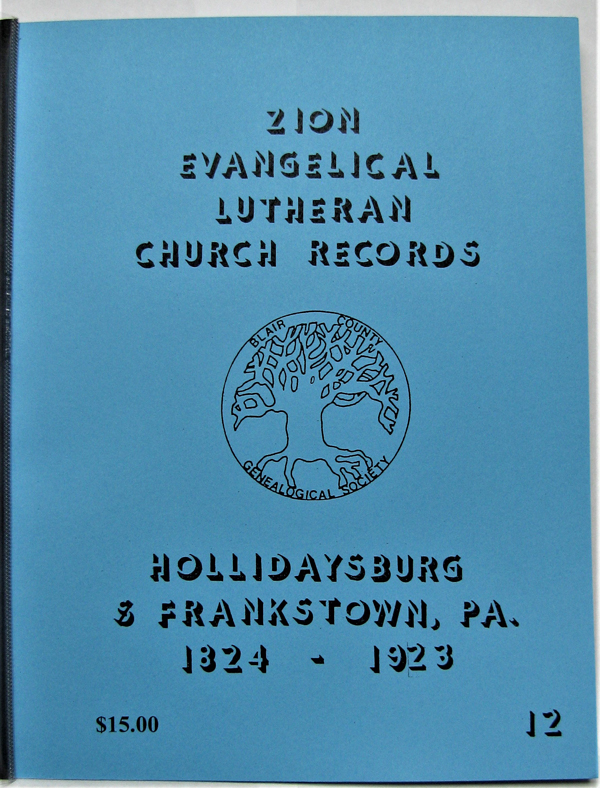 ZION
EVANGELICAL
LUTHERAN
CHURCH RECORDS
BLAIR COUNTY
GENEALOGICAL SOCIETY
HOLLIDAYSBURG
& FRANKSTOWN, PA.
1824 - 1923
$15.00
12